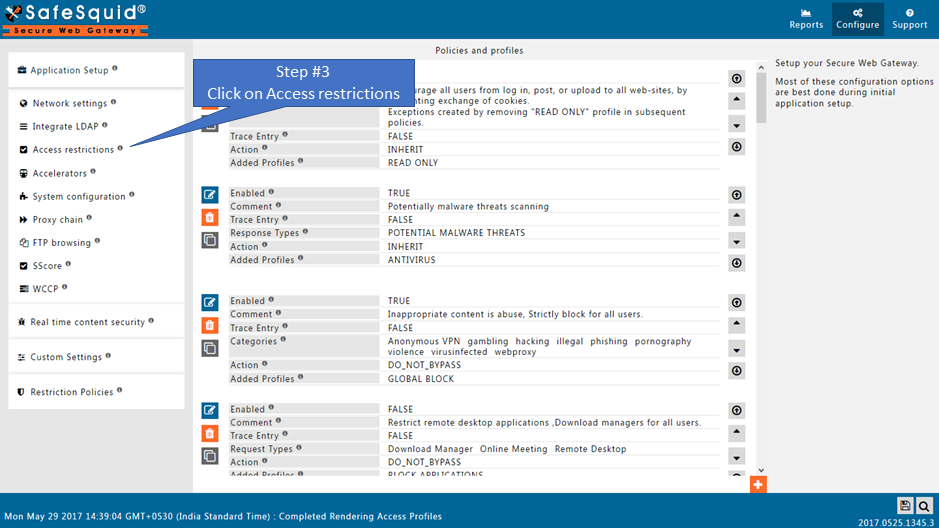 SafeSquid®
Secure Web Gateway
Reports
Configure
Support
Policies and profiles
Application Setup
Network settings
Integrate LDAP
Access restrictions
Accelerators
System configuration
Proxy chain
FTP browsing
SScore
WCCP
Real time content security
Custom Settings
Restriction Policies
Step #3
Click on Access restrictions
all users from log in, post, or upload to all web-sites, by
exchange of cookies.
Exceptions created by removing "READ ONLY" profile in subsequent
policies.
Trace Entry FALSE
Action INHERIT
Added Profiles READ ONLY
Enabled TRUE
Comment Potentially malware threats scanning
Trace Entry FALSE
Response Types POTENTIAL MALWARE THREATS
Action INHERIT
Added Profiles ANTIVIRUS
Enabled TRUE
Comment Inappropriate content is abuse, Strictly block for all users.
Trace Entry FALSE
Categories Anonymous VPN gambling hacking illegal phishing pornography
violence virusinfected webproxy
Action DO_NOT_BYPASS
Added Profiles GLOBAL BLOCK
Enabled FALSE
Comment Restrict remote desktop applications ,Download managers for all users.
Trace Entry FALSE
Request Types Download Manager Online Meeting Remote Desktop
Action DO_NOT_BYPASS
Added Profiles BLOCK APPLICATIONS
Setup your Secure Web Gateway.
Most of these configuration options
are best done during initial
application setup.
Mon May 29 2017 14:39:04 GMT+0530 (India Standard Time) : Completed Rendering Access Profiles
2017.0525.1345.3